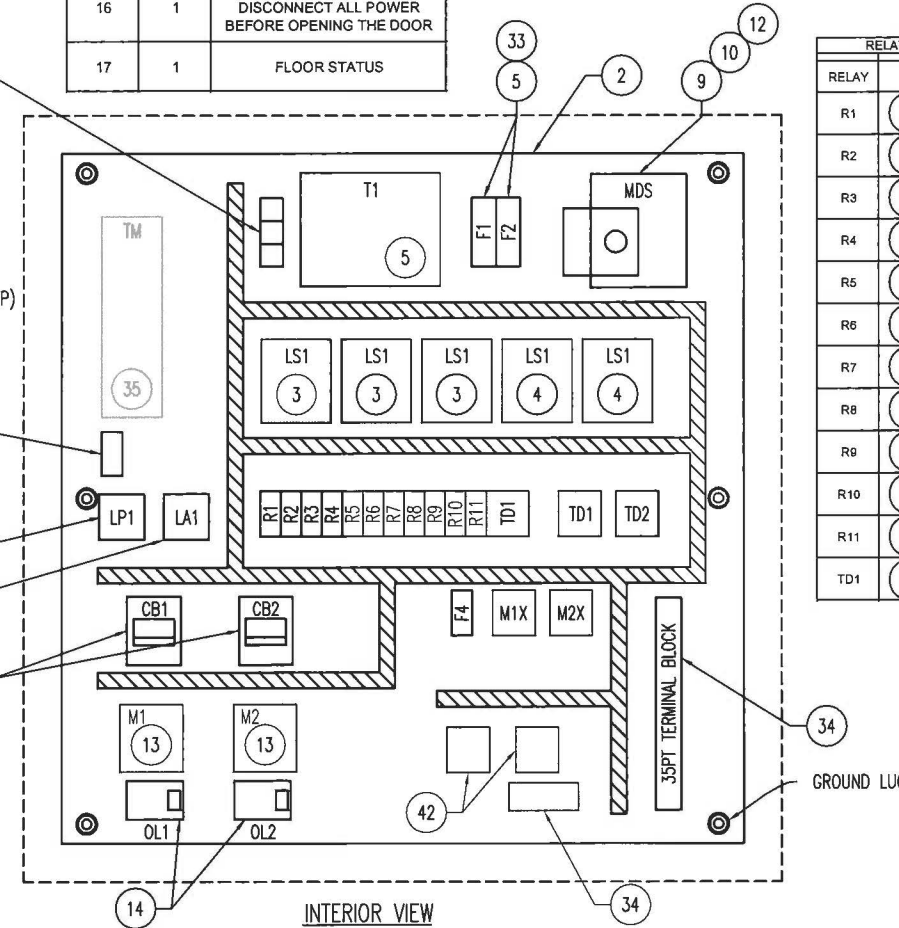 16 1 DISCONNECT ALL POWER
BEFORE OPENING THE DOOR
17 1 FLOOR STATUS
33
5
2
9
10
12
RELAY
R1
R2
R3
R4
R5
R6
R7
R8
R9
R10
R11
TD1
P)
TM
35
T1
5
F1
F2
MDS
LS1
3
LS1
3
LS1
3
LS1
4
LS1
4
LP1
LA1
R1
R2
R3
R4
R5
R6
R7
R8
R9
R10
R11
TD1
TD1
TD2
CB1
CB2
F4
M1X
M2X
35PT TERMINAL BLOCK
34
M1
13
M2
13
OL1
OL2
42
34
14
GROUND
INTERIOR VIEW